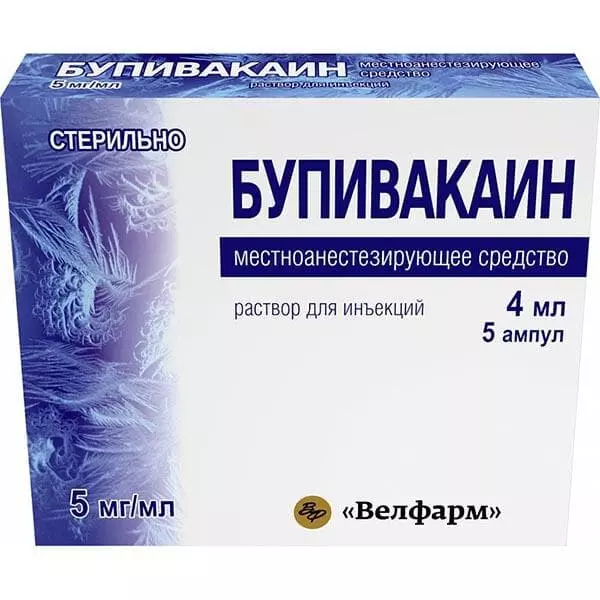 БУПИВАКАИН
местноанестезирующее
средство
5 мг/мл
раствор для инъекций
СТЕРИЛЬНО
БУПИВАКАИН
местноанестезирующее средство
раствор для инъекций
4 мл
5 ампул
5 мг/мл
ВФ «Велфарм»